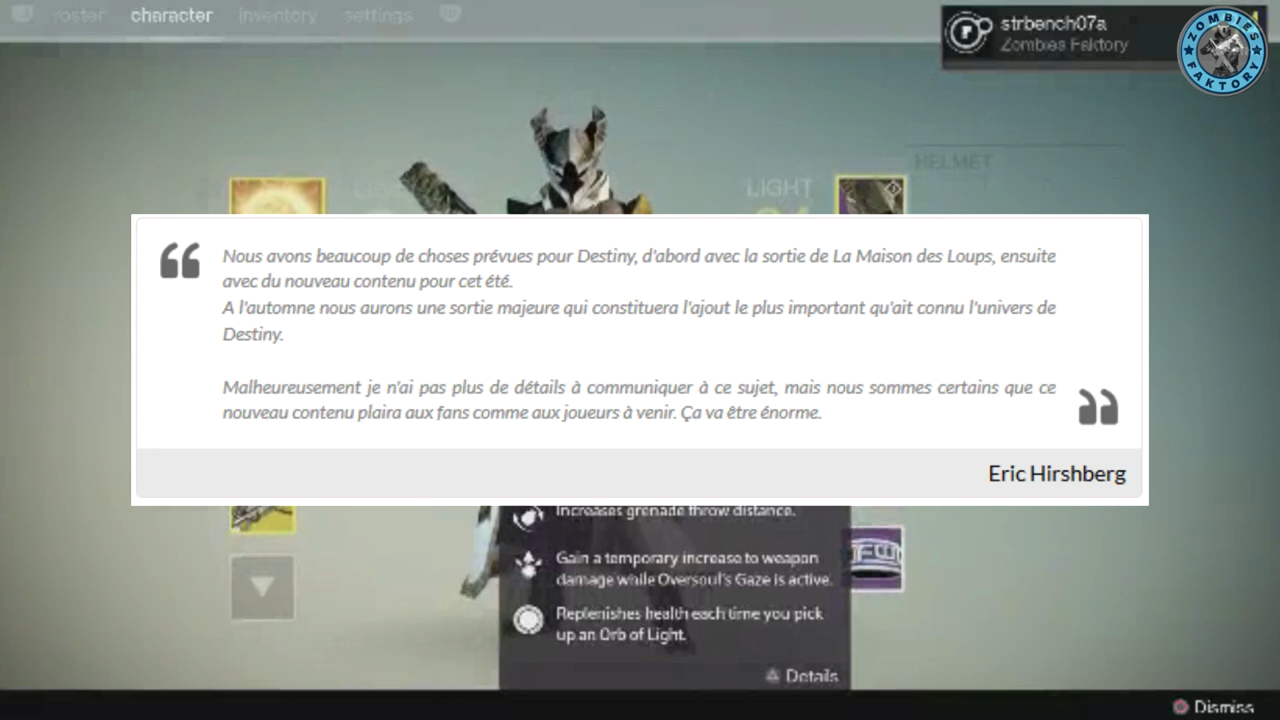 roster character inventory settings
strbench07a
Zombies Faktory
ZOMBIES FAKTORY
HELMET
LIGHT
Nous avons beaucoup de choses prévues pour Destiny, d'abord avec la sortie de La Maison des Loups, ensuite
avec du nouveau contenu pour cet été.
A l'automne nous aurons une sortie majeure qui constituera l'ajout le plus important qu'ait connu l'univers de
Destiny.
Malheureusement je n'ai pas plus de détails à communiquer à ce sujet, mais nous sommes certains que ce
nouveau contenu plaira aux fans comme aux joueurs à venir. Ça va être énorme.
Eric Hirshberg
Increases grenade throw distance.
Gain a temporary increase to weapon
damage while Oversoul's Gaze is active.
Replenishes health each time you pick
up an Orb of Light.
Details
Dismiss